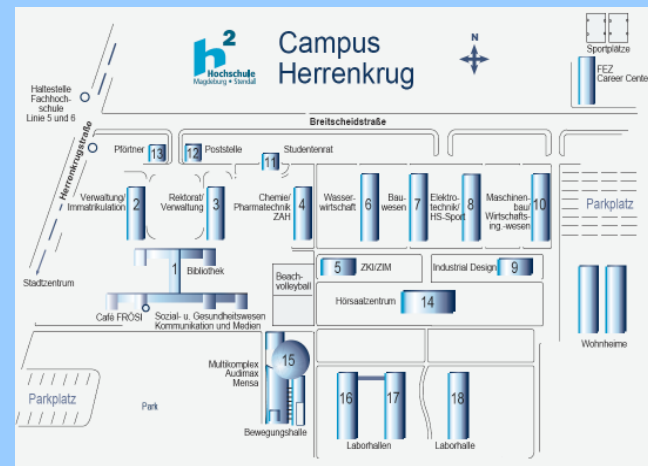 h²
Hochschule
Magdeburg • Stendal
Campus
Herrenkrug
N
Sportplätze
FEZ
Career Center
Haltestelle
Fachhoch-
schule
Linie 5 und 6
Herrenkrugstraße
Breitscheidstraße
Pförtner
13
12
Poststelle
11
Studentenrat
Verwaltung/
Immatrikulation
2
Rektorat/
Verwaltung
3
Chemie/
Pharmatechnik
ZAH
4
Wasser-
wirtschaft
6
Bau-
wesen
7
Elektro-
technik/
HS-Sport
8
Maschinen-
bau/
Wirtschafts-
ing.-wesen
10
Parkplatz
1
Bibliothek
Stadtzentrum
Café FRÖSI
Sozial- u. Gesundheitswesen
Kommunikation und Medien
Beach-
volleyball
5
ZKI/ZIM
Industrial Design
9
Hörsaalzentrum
14
Wohnheime
Multikomplex
Audimax
Mensa
15
Bewegungshalle
Parkplatz
Park
16
17
Laborhallen
18
Laborhalle